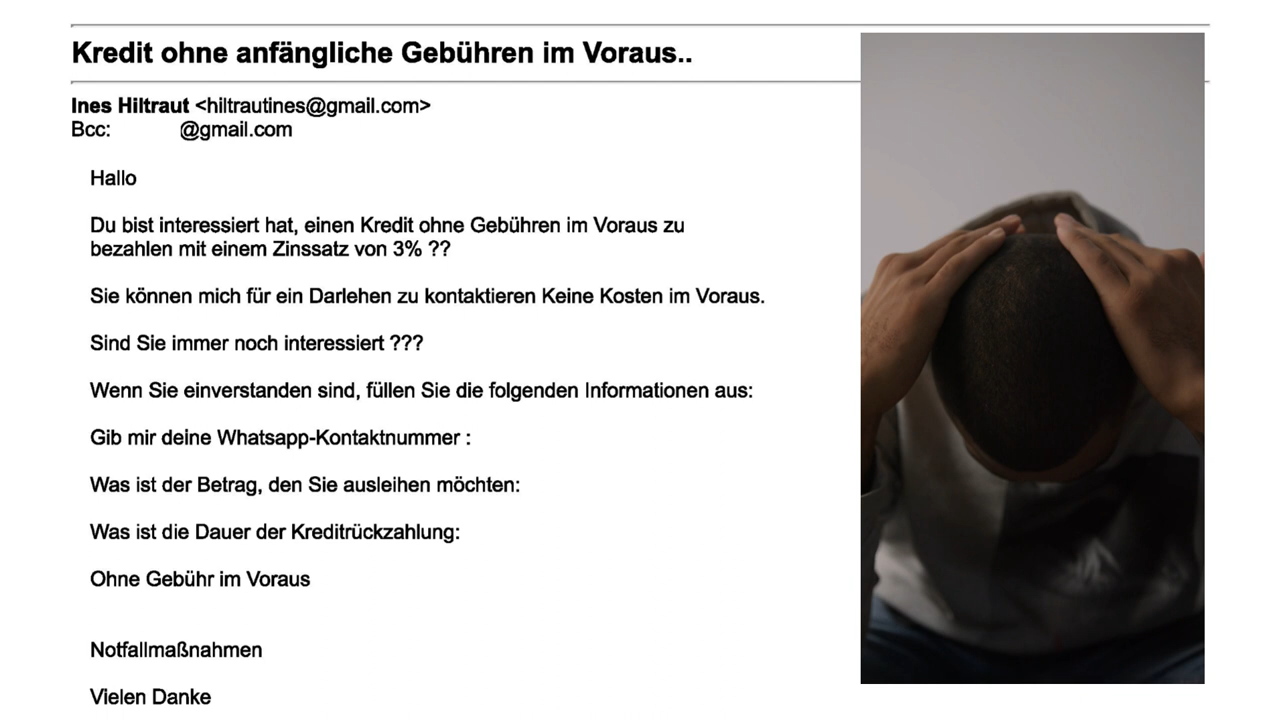 Kredit ohne anfängliche Gebühren im Voraus..
Ines Hiltraut <hiltrautines@gmail.com>
Bcc: @gmail.com
Hallo
Du bist interessiert hat, einen Kredit ohne Gebühren im Voraus zu
bezahlen mit einem Zinssatz von 3% ??
Sie können mich für ein Darlehen zu kontaktieren Keine Kosten im Voraus.
Sind Sie immer noch interessiert ???
Wenn Sie einverstanden sind, füllen Sie die folgenden Informationen aus:
Gib mir deine Whatsapp-Kontaktnummer :
Was ist der Betrag, den Sie ausleihen möchten:
Was ist die Dauer der Kreditrückzahlung:
Ohne Gebühr im Voraus
Notfallmaßnahmen
Vielen Danke